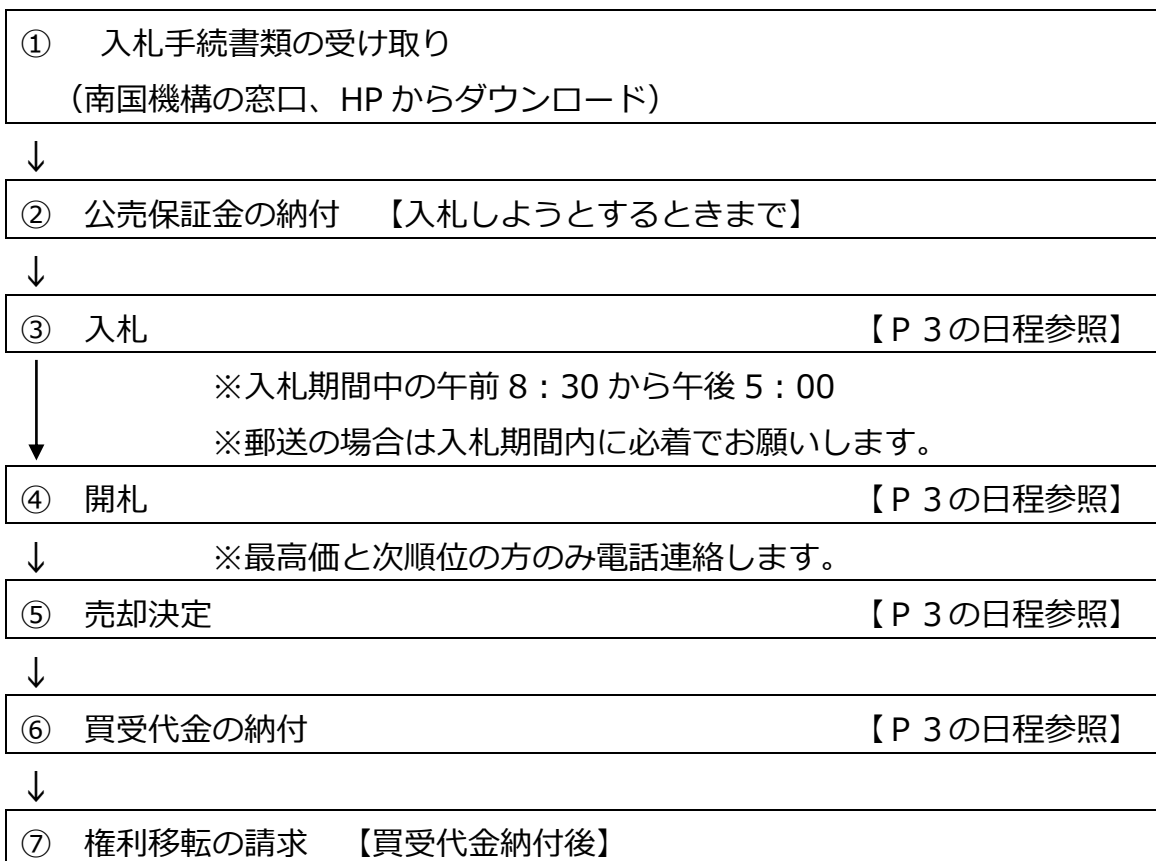 ① 入札手続書類の受け取り
（南国機構の窓口、HP からダウンロード）
↓
② 公売保証金の納付 【入札しようとするときまで】
↓
③ 入札 【Ｐ３の日程参照】
※入札期間中の午前 8：30 から午後 5：00
※郵送の場合は入札期間内に必着でお願いします。
④ 開札 【Ｐ３の日程参照】
↓ ※最高価と次順位の方のみ電話連絡します。
⑤ 売却決定 【Ｐ３の日程参照】
↓
⑥ 買受代金の納付 【Ｐ３の日程参照】
↓
⑦ 権利移転の請求 【買受代金納付後】